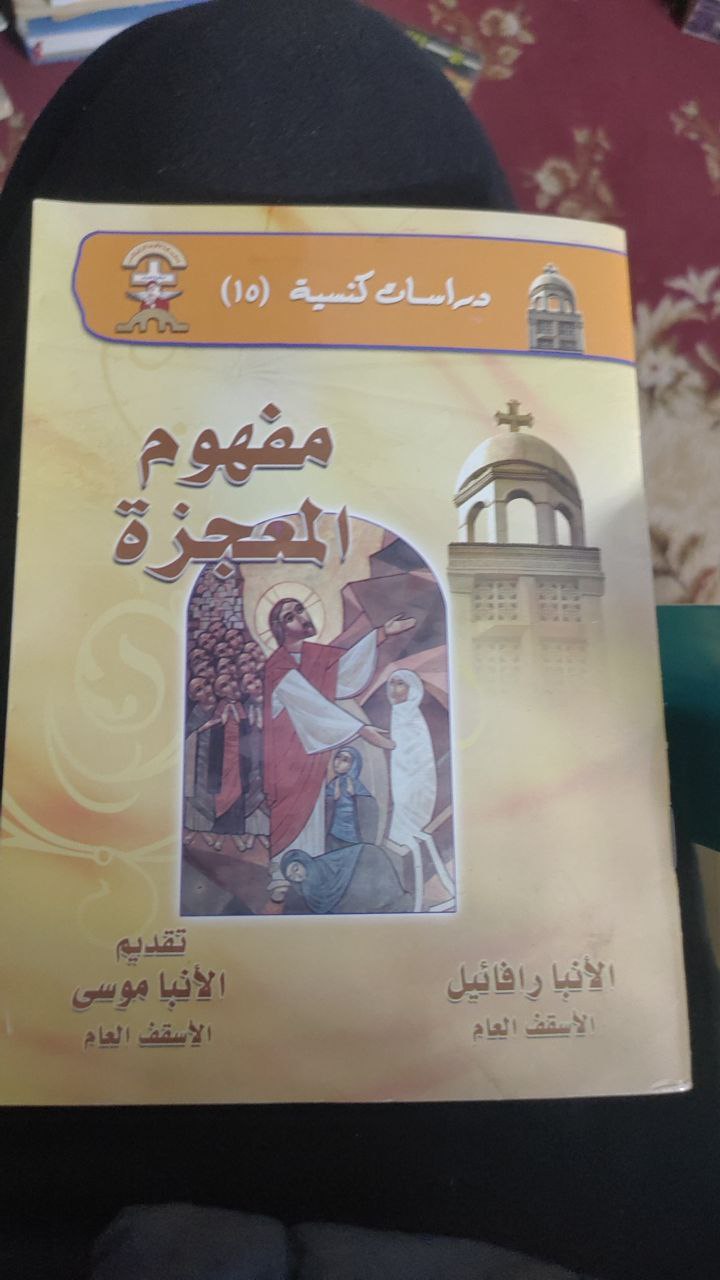 دراسات كنسية (١٥)
مفهوم
المعجزة
الأنبا رافائيل
الأسقف العام
تقديم
الأنبا موسى
الأسقف العام